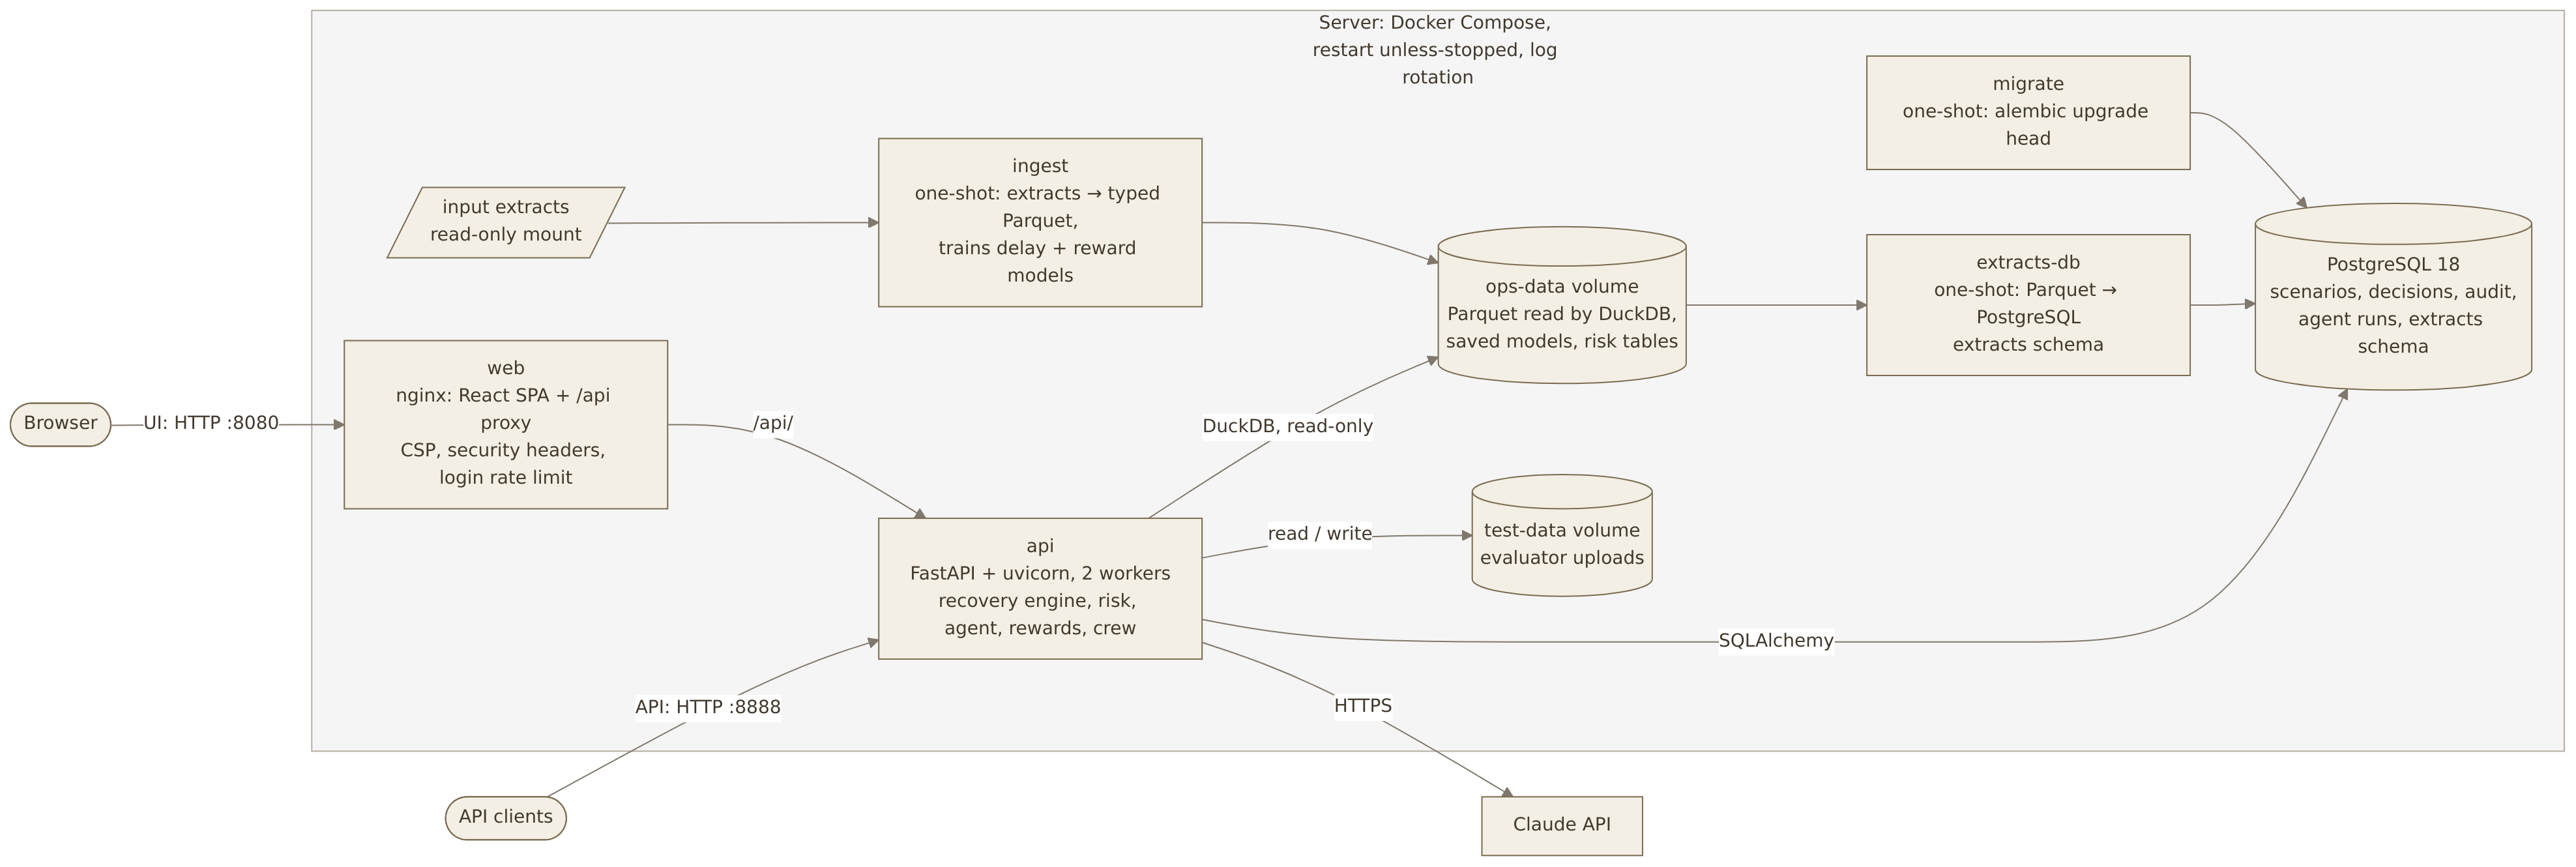 Server: Docker Compose,
restart unless-stopped, log
rotation
migrate
one-shot: alembic upgrade
head
ingest
one-shot: extracts → typed
Parquet,
trains delay + reward
models
input extracts
read-only mount
ops-data volume
Parquet read by DuckDB,
saved models, risk tables
extracts-db
one-shot: Parquet →
PostgreSQL
extracts schema
PostgreSQL 18
scenarios, decisions, audit,
agent runs, extracts
schema
Browser
UI: HTTP :8080
web
nginx: React SPA + /api
proxy
CSP, security headers,
login rate limit
/api/
DuckDB, read-only
api
FastAPI + uvicorn, 2 workers
recovery engine, risk,
agent, rewards, crew
read / write
test-data volume
evaluator uploads
SQLAlchemy
API: HTTP :8888
HTTPS
API clients
Claude API